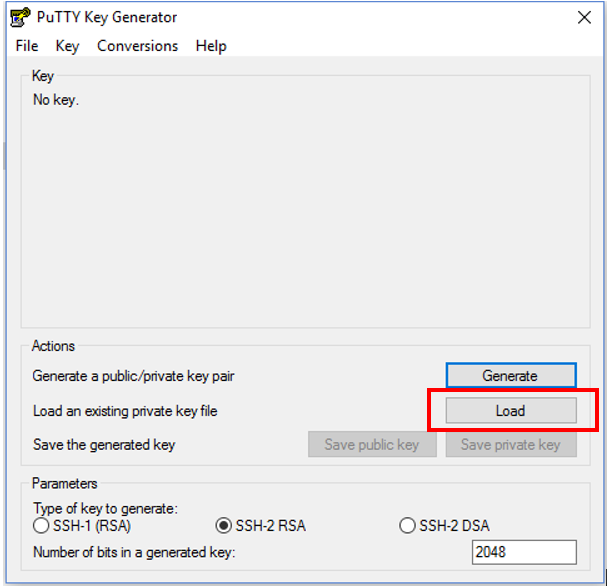 PuTTY Key Generator
File Key Conversions Help
Key
No key.
Actions
Generate a public/private key pair
Generate
Load an existing private key file
Load
Save the generated key
Save public key
Save private key
Parameters
Type of key to generate:
SSH-1 (RSA) SSH-2 RSA SSH-2 DSA
Number of bits in a generated key:
2048